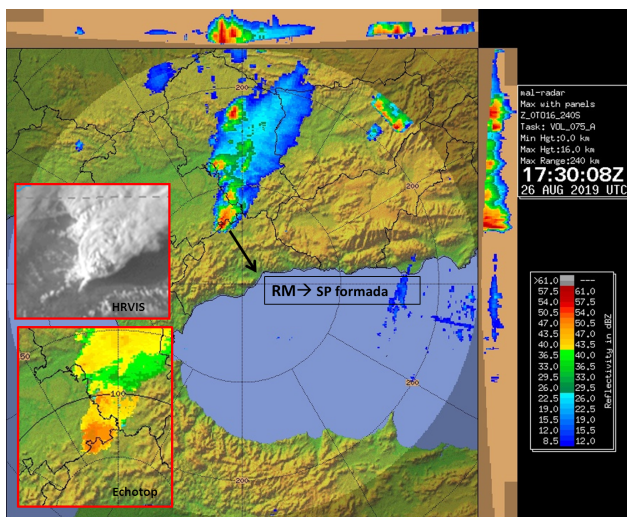 mal-radar
Max with panels
Z_0TO16_240S
Task: VOL_075_A
Min Hgt:0.0 km
Max Hgt:16.0 km
Max Range:240 km
17:30:08Z
26 AUG 2019 UTC
200
200
200
HRVIS
RM→ SP formada
50
100
Echotop
200
200
>61.0 ---
57.5 61.0
54.0 57.5
50.5 54.0
47.0 50.5
43.5 47.0
40.0 43.5
36.5 40.0
33.0 36.5
29.5 33.0
26.0 29.5
22.5 26.0
19.0 22.5
15.5 19.0
12.0 15.5
8.5 12.0
Reflectivity in dBZ